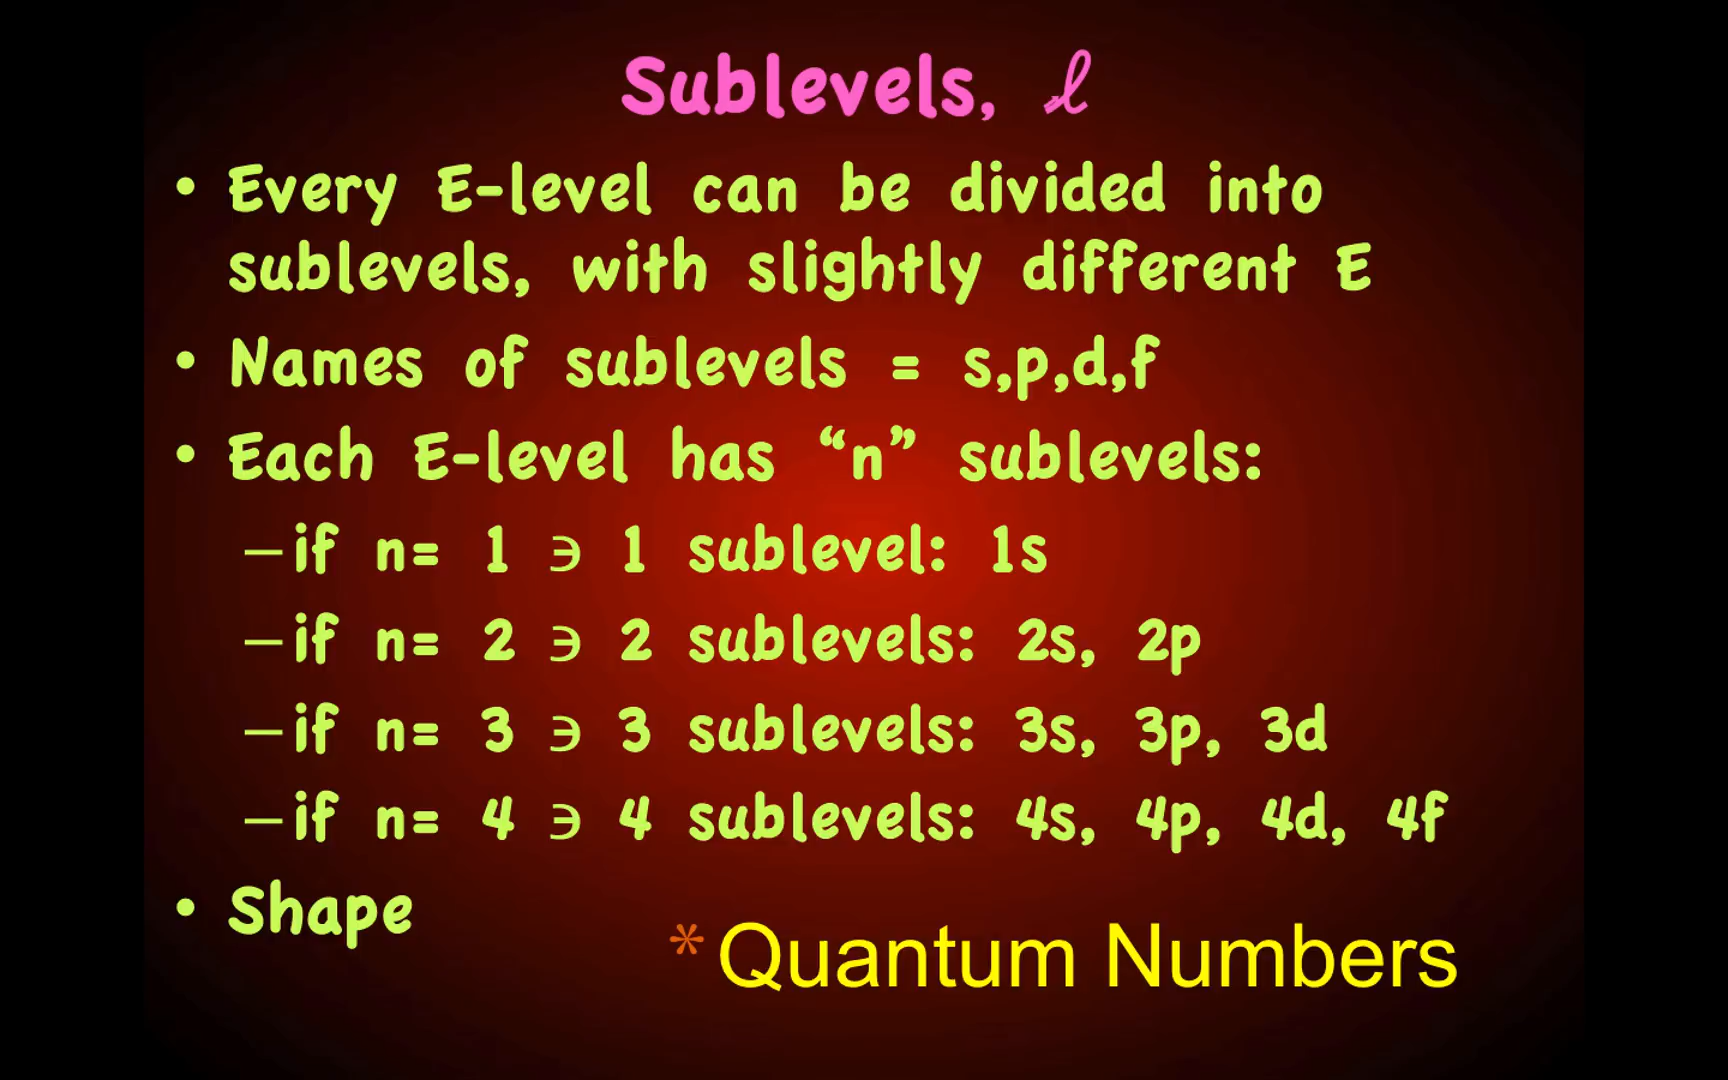 Sublevels, ℓ
• Every E-level can be divided into
sublevels, with slightly different E
• Names of sublevels = s,p,d,f
• Each E-level has “n” sublevels:
–if n= 1 ∋ 1 sublevel: 1s
–if n= 2 ∋ 2 sublevels: 2s, 2p
–if n= 3 ∋ 3 sublevels: 3s, 3p, 3d
–if n= 4 ∋ 4 sublevels: 4s, 4p, 4d, 4f
• Shape
* Quantum Numbers